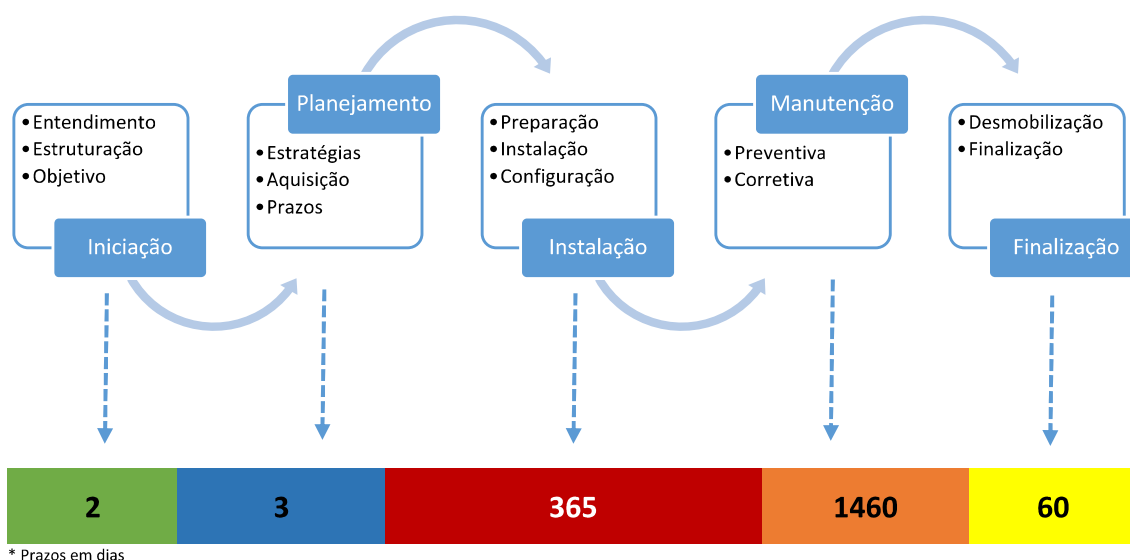 • Entendimento
• Estruturação
• Objetivo
Iniciação
Planejamento
• Estratégias
• Aquisição
• Prazos
• Preparação
• Instalação
• Configuração
Instalação
Manutenção
• Preventiva
• Corretiva
• Desmobilização
• Finalização
Finalização
2
3
365
1460
60
* Prazos em dias